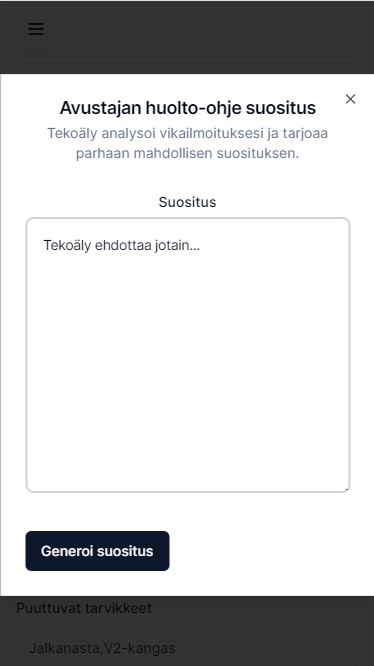 Avustajan huolto-ohje suositus
Tekoäly analysoi vikailmoituksesi ja tarjoaa
parhaan mahdollisen suosituksen.
Suositus
Tekoäly ehdottaa jotain...
Generoi suositus
Puuttuvat tarvikkeet
Jalkanasta,V2-kangas